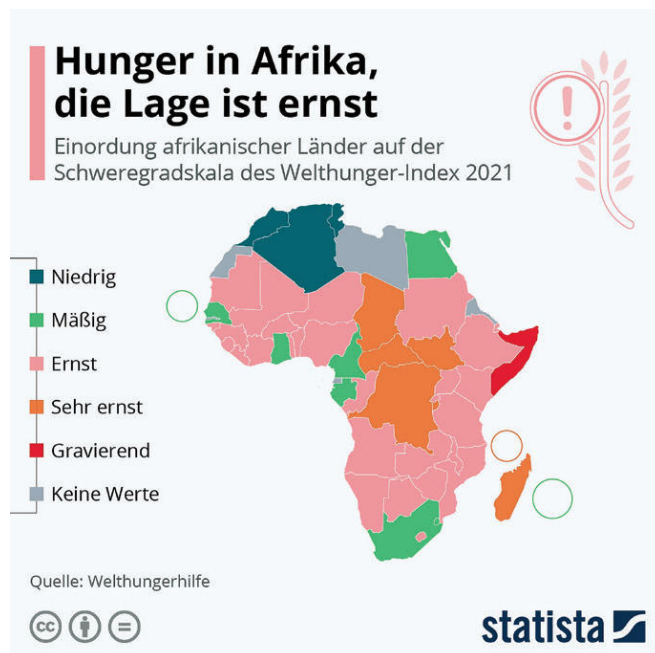 Hunger in Afrika,
die Lage ist ernst
Einordung afrikanischer Länder auf der
Schweregradskala des Welthunger-Index 2021
Niedrig
Mäßig
Ernst
Sehr ernst
Gravierend
Keine Werte
Quelle: Welthungerhilfe
cc
statista